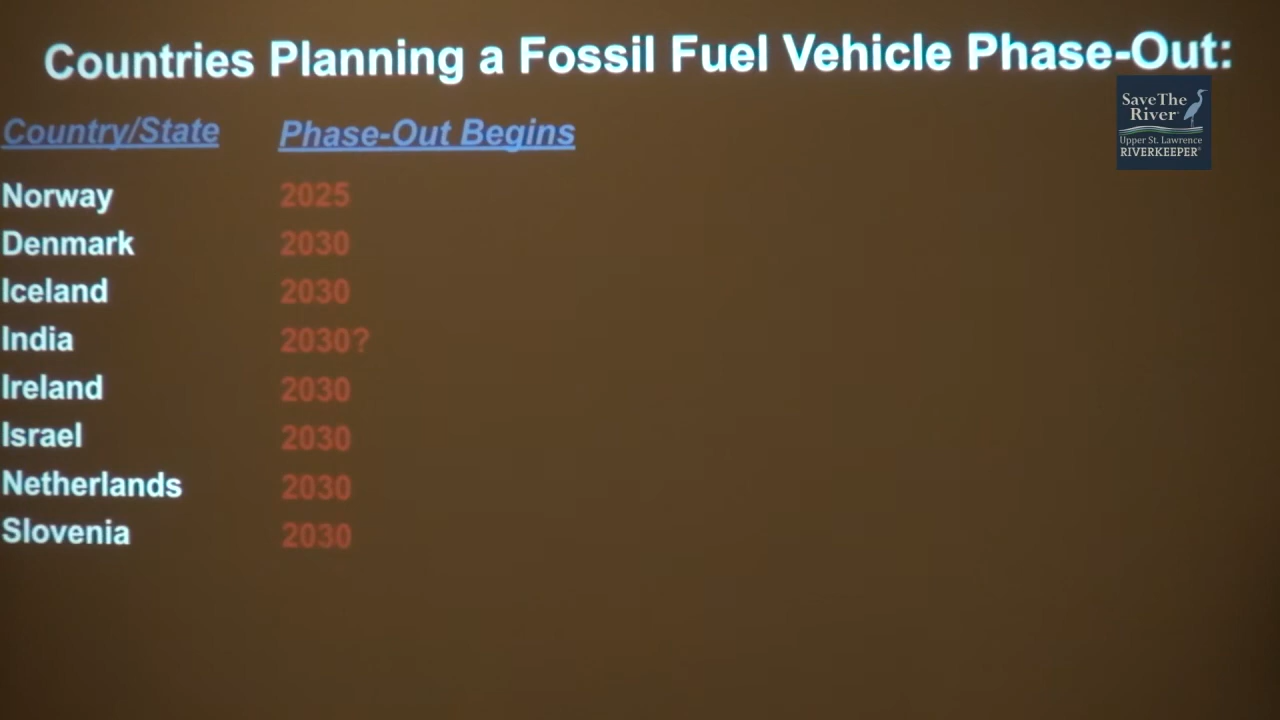 Countries Planning a Fossil Fuel Vehicle Phase-Out:
Save The
River
Upper St. Lawrence
RIVERKEEPER
Country/State Phase-Out Begins
Norway 2025
Denmark 2030
Iceland 2030
India 2030?
Ireland 2030
Israel 2030
Netherlands 2030
Slovenia 2030